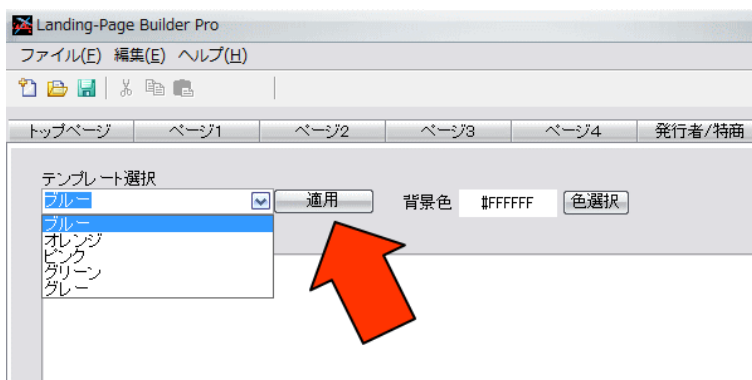 Landing-Page Builder Pro
ファイル(F) 編集(E) ヘルプ(H)
トップページ ページ1 ページ2 ページ3 ページ4 発行者/特商
テンプレート選択
ブルー 適用 背景色 #FFFFFF 色選択
ブルー
オレンジ
ピンク
グリーン
グレー